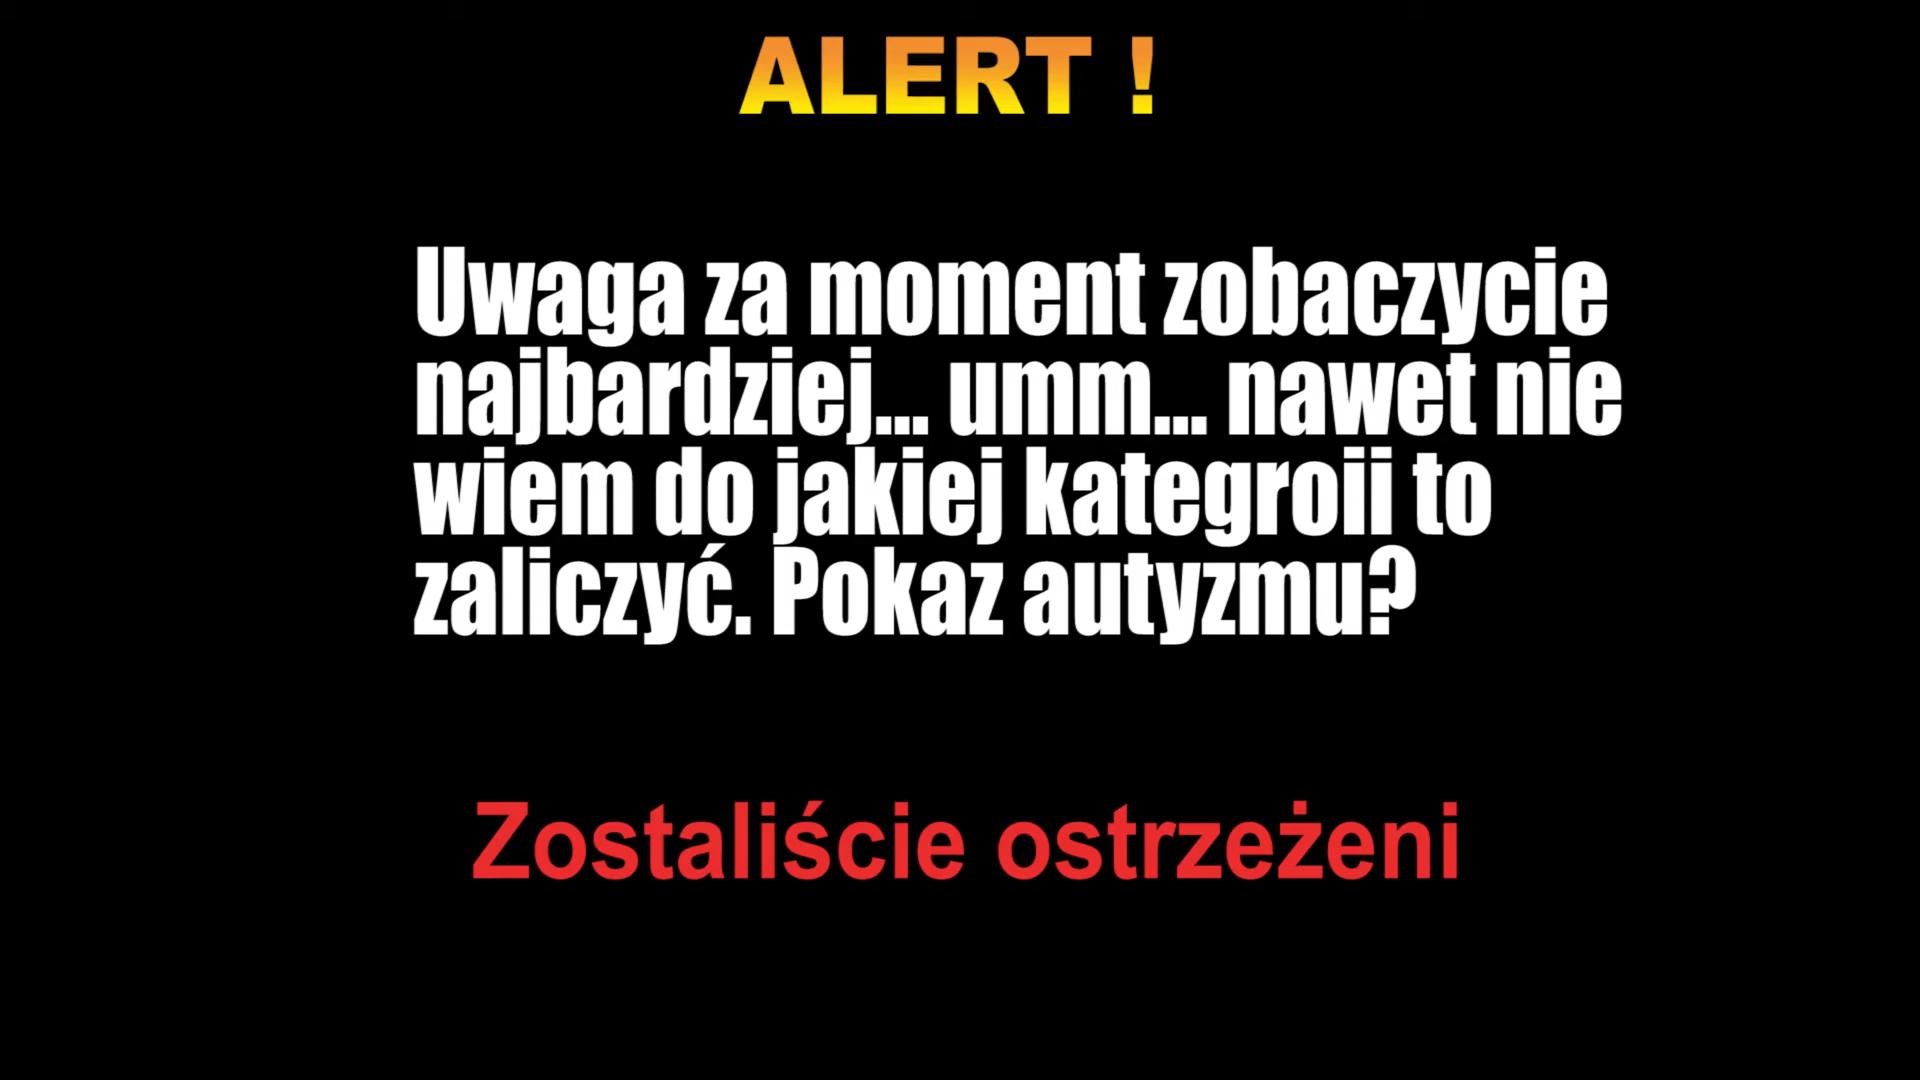 ALERT !
Uwaga za moment zobaczycie
najbardziej... umm... nawet nie
wiem do jakiej kategroii to
zaliczyć. Pokaz autyzmu?
Zostaliście ostrzeżeni